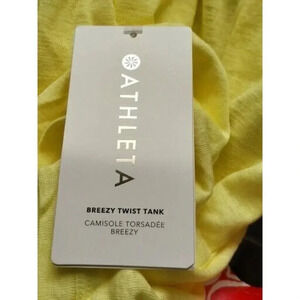 ATHLETA
BREEZY TWIST TANK
CAMISOLE TORSADÉE
BREEZY